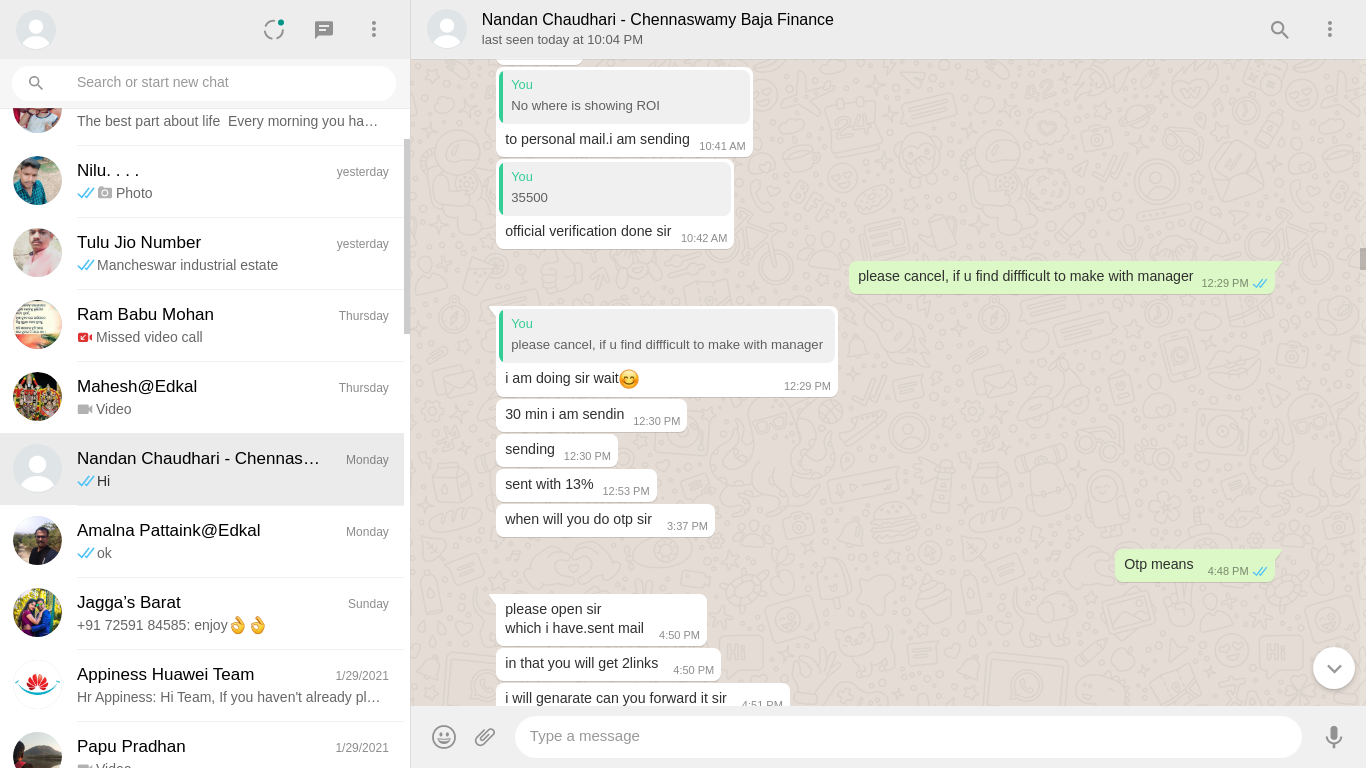 Search or start new chat
The best part about life  Every morning you ha…
Nilu. . . .
yesterday
Photo
Tulu Jio Number
yesterday
Mancheswar industrial estate
Ram Babu Mohan
Thursday
Missed video call
Mahesh@Edkal
Thursday
Video
Nandan Chaudhari - Chennas…
Monday
Hi
Amalna Pattaink@Edkal
Monday
ok
Jagga’s Barat
Sunday
+91 72591 84585: enjoy👌👌
Appiness Huawei Team
1/29/2021
Hr Appiness: Hi Team, If you haven't already pl…
Papu Pradhan
1/29/2021
Video
Nandan Chaudhari - Chennaswamy Baja Finance
last seen today at 10:04 PM
You
No where is showing ROI
to personal mail.i am sending
10:41 AM
You
35500
official verification done sir
10:42 AM
please cancel, if u find diffficult to make with manager
12:29 PM
You
please cancel, if u find diffficult to make with manager
i am doing sir wait😊
12:29 PM
30 min i am sendin
12:30 PM
sending
12:30 PM
sent with 13%
12:53 PM
when will you do otp sir
3:37 PM
Otp means
4:48 PM
please open sir
which i have.sent mail
4:50 PM
in that you will get 2links
4:50 PM
i will genarate can you forward it sir
4:51 PM
Type a message